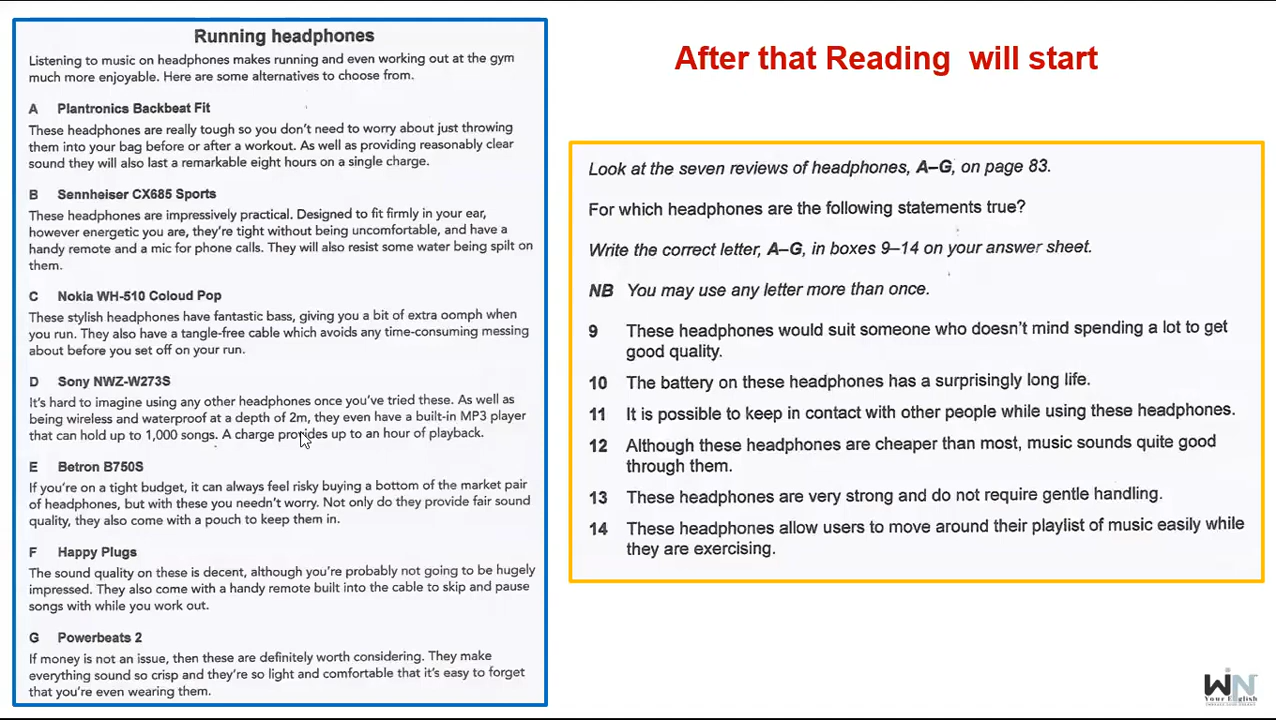 Running headphones
Listening to music on headphones makes running and even working out at the gym
much more enjoyable. Here are some alternatives to choose from.
A Plantronics Backbeat Fit
These headphones are really tough so you don't need to worry about just throwing
them into your bag before or after a workout. As well as providing reasonably clear
sound they will also last a remarkable eight hours on a single charge.
B Sennheiser CX685 Sports
These headphones are impressively practical. Designed to fit firmly in your ear,
however energetic you are, they're tight without being uncomfortable, and have a
handy remote and a mic for phone calls. They will also resist some water being spilt on
them.
C Nokia WH-510 Coloud Pop
These stylish headphones have fantastic bass, giving you a bit of extra oomph when
you run. They also have a tangle-free cable which avoids any time-consuming messing
about before you set off on your run.
D Sony NWZ-W273S
It's hard to imagine using any other headphones once you've tried these. As well as
being wireless and waterproof at a depth of 2m, they even have a built-in MP3 player
that can hold up to 1,000 songs. A charge provides up to an hour of playback.
E Betron B750S
If you're on a tight budget, it can always feel risky buying a bottom of the market pair
of headphones, but with these you needn't worry. Not only do they provide fair sound
quality, they also come with a pouch to keep them in.
F Happy Plugs
The sound quality on these is decent, although you're probably not going to be hugely
impressed. They also come with a handy remote built into the cable to skip and pause
songs with while you work out.
G Powerbeats 2
If money is not an issue, then these are definitely worth considering. They make
everything sound so crisp and they're so light and comfortable that it's easy to forget
that you're even wearing them.
After that Reading will start
Look at the seven reviews of headphones, A–G, on page 83.
For which headphones are the following statements true?
Write the correct letter, A–G, in boxes 9–14 on your answer sheet.
NB You may use any letter more than once.
9 These headphones would suit someone who doesn't mind spending a lot to get
good quality.
10 The battery on these headphones has a surprisingly long life.
11 It is possible to keep in contact with other people while using these headphones.
12 Although these headphones are cheaper than most, music sounds quite good
through them.
13 These headphones are very strong and do not require gentle handling.
14 These headphones allow users to move around their playlist of music easily while
they are exercising.
WIN
Your English